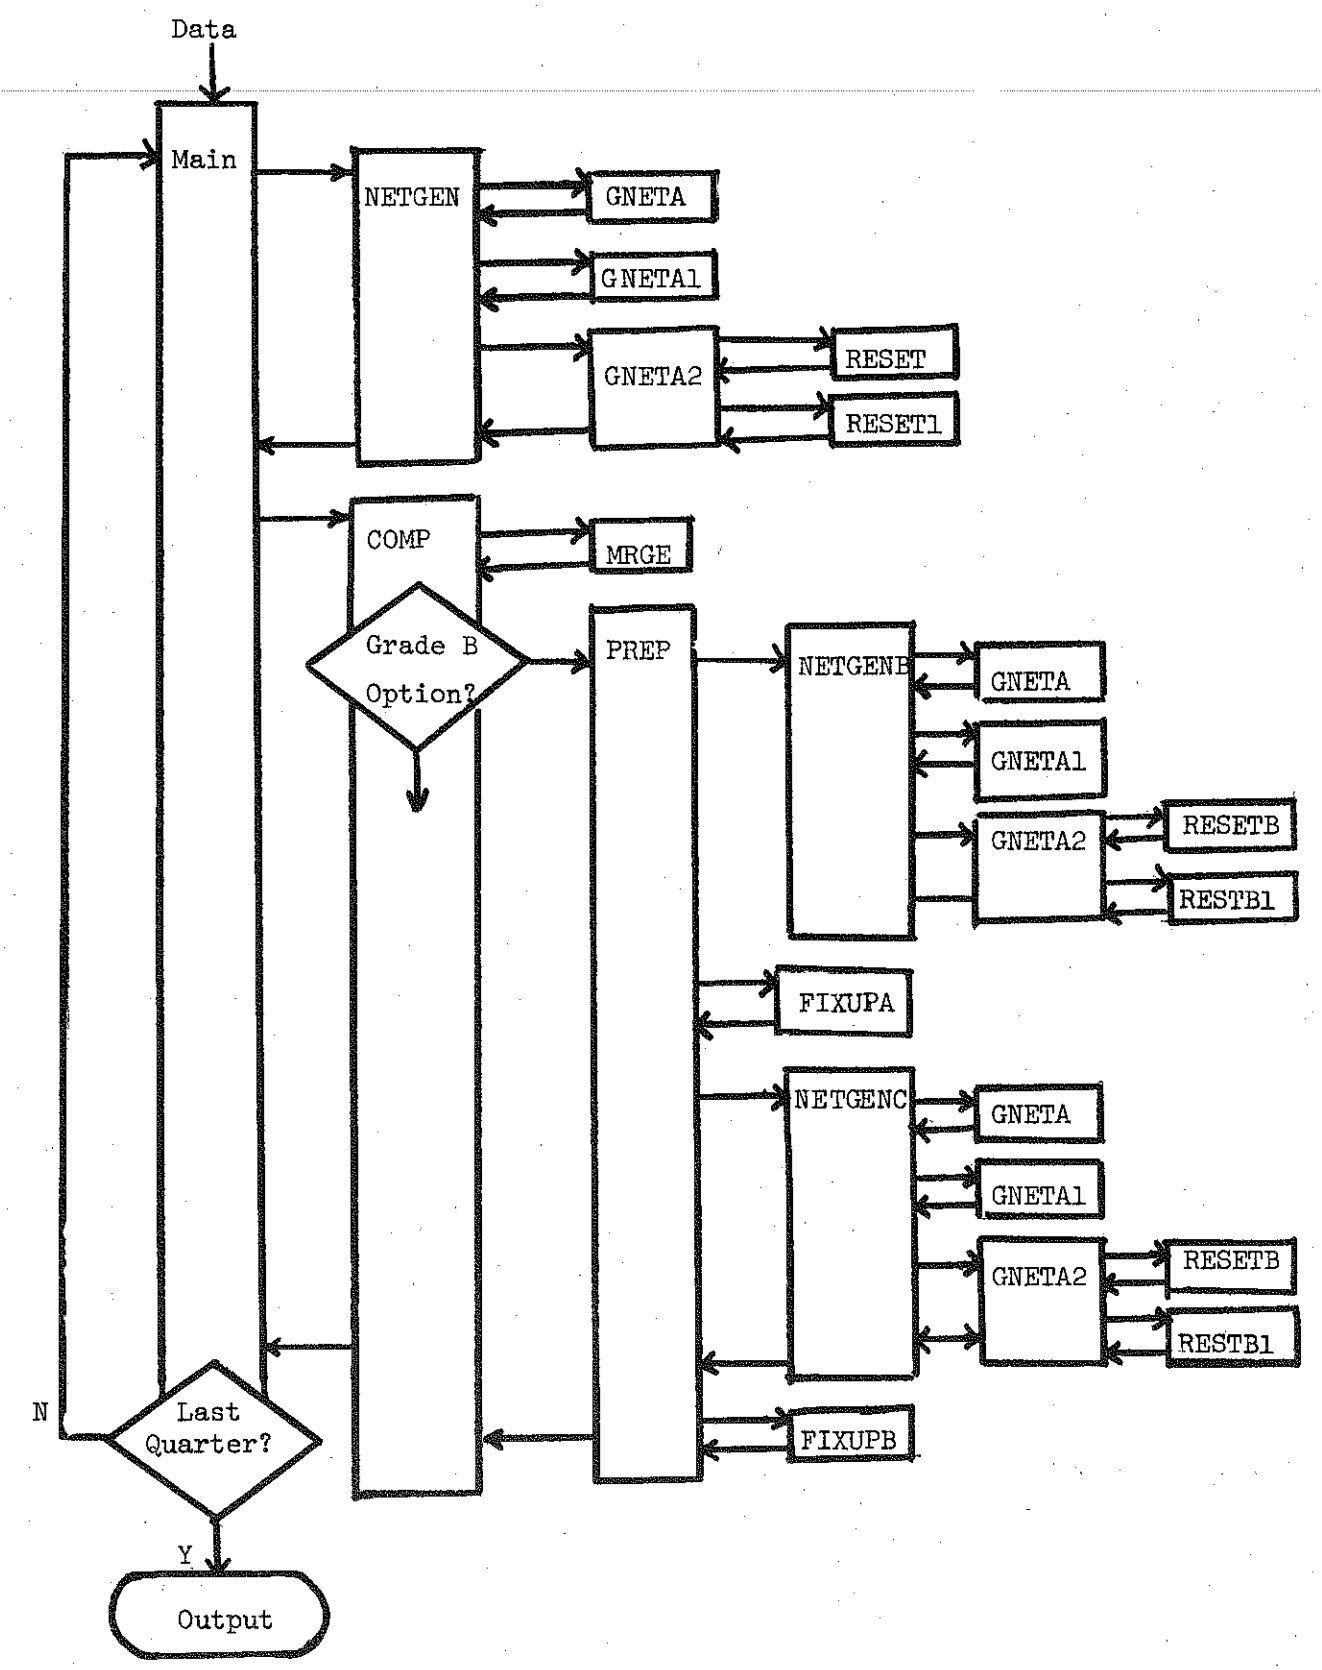 Data
Main
NETGEN
GNETA
GNETA1
GNETA2
RESET
RESET1
COMP
MRGE
Grade B
Option?
PREP
NETGENB
GNETA
GNETA1
GNETA2
RESETB
RESTB1
FIXUPA
NETGENC
GNETA
GNETA1
GNETA2
RESETB
RESTB1
FIXUPB
N
Last
Quarter?
Y
Output